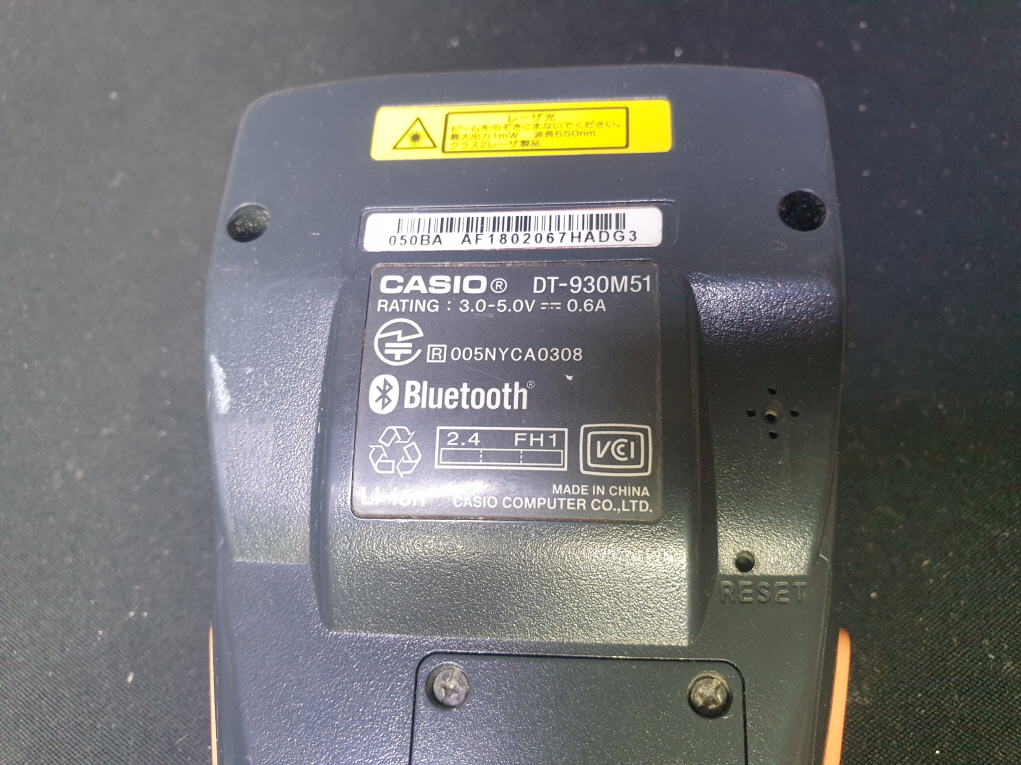 レーザ光
ビームをのぞきこまないでください。
最大出力1mW 波長650nm
クラス2レーザ製品
050BA AF1802067HADG3
CASIO® DT-930M51
RATING : 3.0-5.0V ⎓ 0.6A
R 005NYCA0308
Bluetooth®
2.4 FH1
VCCI
Li-ion
MADE IN CHINA
CASIO COMPUTER CO.,LTD.
RESET